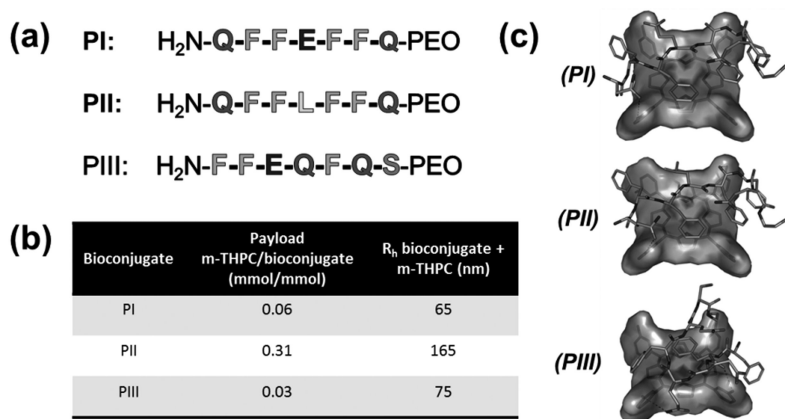 (a)
PI: H₂N-Q-F-F-E-F-F-Q-PEO
PII: H₂N-Q-F-F-L-F-F-Q-PEO
PIII: H₂N-F-F-E-Q-F-Q-S-PEO
(b)
Bioconjugate
Payload
m-THPC/bioconjugate
(mmol/mmol)
Rₕ bioconjugate +
m-THPC (nm)
PI 0.06 65
PII 0.31 165
PIII 0.03 75
(c)
(PI)
(PII)
(PIII)